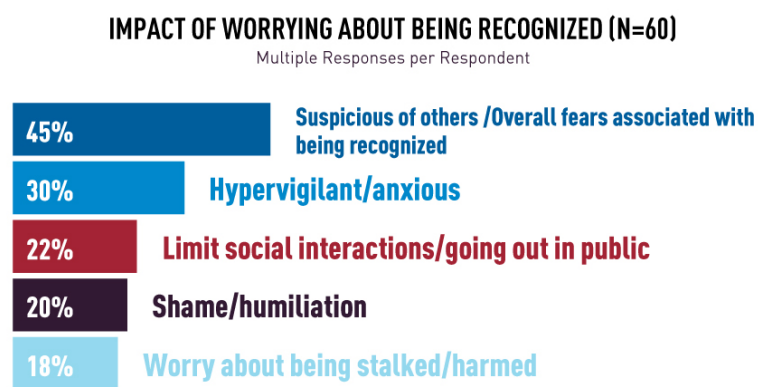 IMPACT OF WORRYING ABOUT BEING RECOGNIZED (N=60)
Multiple Responses per Respondent
45% Suspicious of others /Overall fears associated with
being recognized
30% Hypervigilant/anxious
22% Limit social interactions/going out in public
20% Shame/humiliation
18% Worry about being stalked/harmed